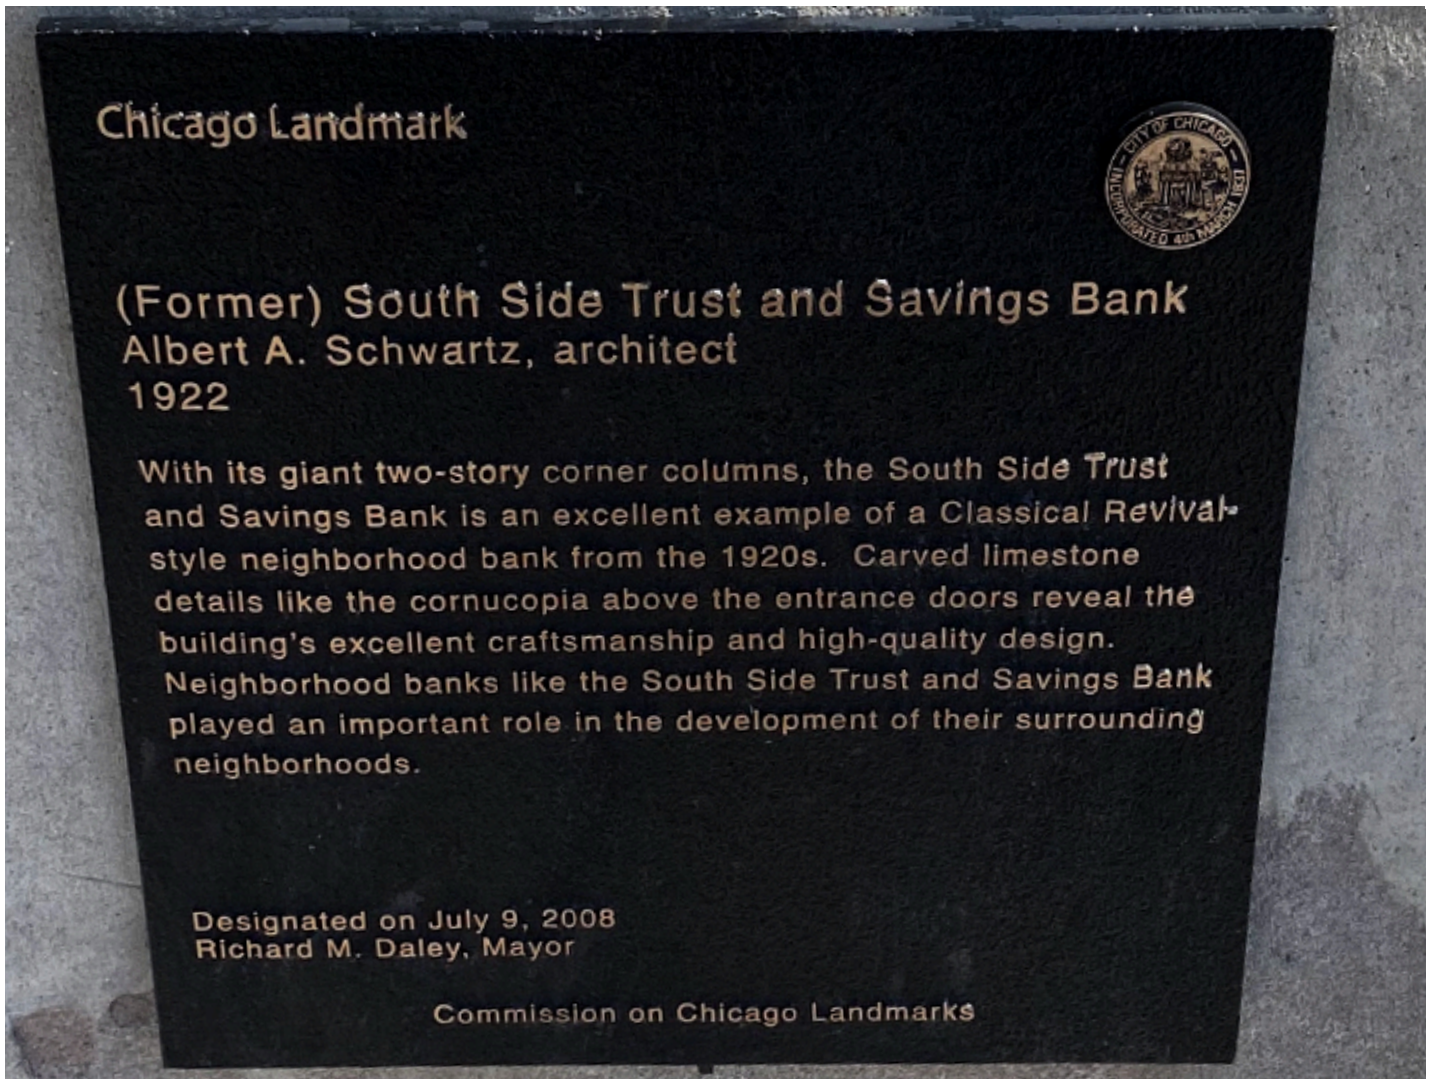 Chicago Landmark
CITY OF CHICAGO
INCORPORATED 4th MARCH 1837
(Former) South Side Trust and Savings Bank
Albert A. Schwartz, architect
1922
With its giant two-story corner columns, the South Side Trust
and Savings Bank is an excellent example of a Classical Revival-
style neighborhood bank from the 1920s. Carved limestone
details like the cornucopia above the entrance doors reveal the
building's excellent craftsmanship and high-quality design.
Neighborhood banks like the South Side Trust and Savings Bank
played an important role in the development of their surrounding
neighborhoods.
Designated on July 9, 2008
Richard M. Daley, Mayor
Commission on Chicago Landmarks